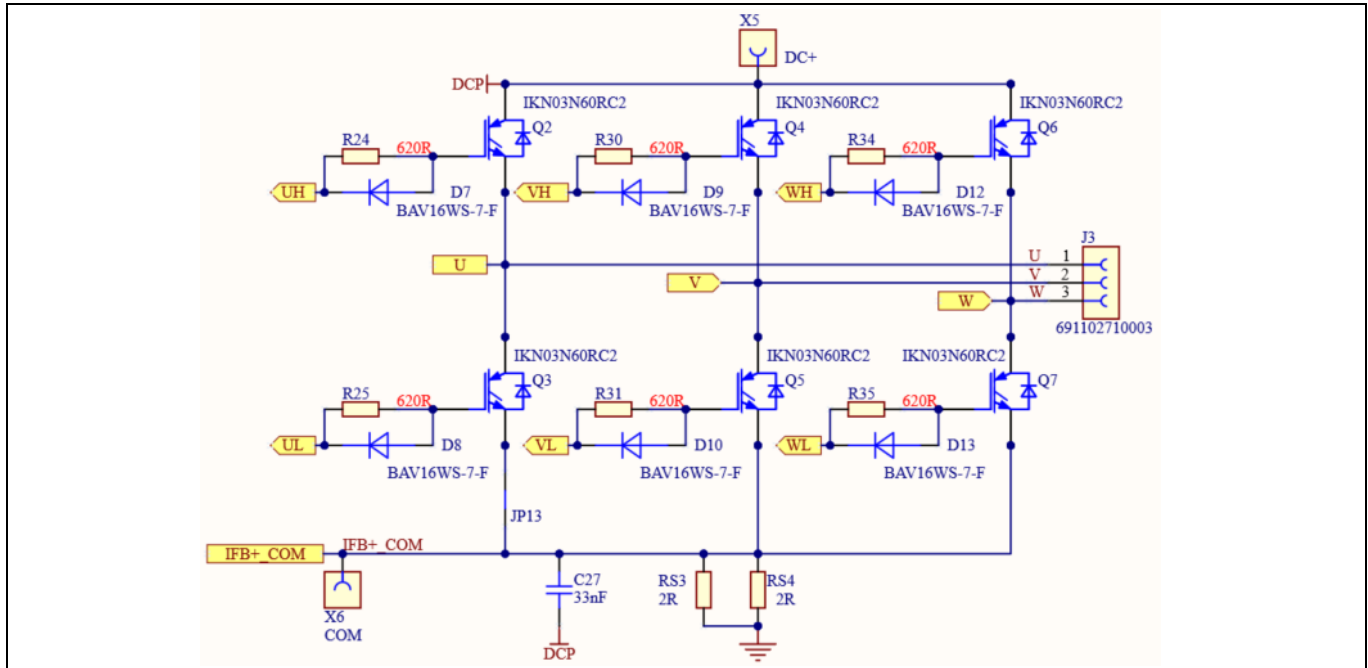 X5
DC+
DCP
IKN03N60RC2 IKN03N60RC2 IKN03N60RC2
Q2 Q4 Q6
R24 620R R30 620R R34 620R
UH D7 VH D9 WH D12
BAV16WS-7-F BAV16WS-7-F BAV16WS-7-F
J3
U U 1
V V 2
W W 3
691102710003
IKN03N60RC2 IKN03N60RC2 IKN03N60RC2
Q3 Q5 Q7
R25 620R R31 620R R35 620R
UL D8 VL D10 WL D13
BAV16WS-7-F BAV16WS-7-F BAV16WS-7-F
JP13
IFB+_COM IFB+_COM
C27 RS3 RS4
33nF 2R 2R
X6
COM
DCP